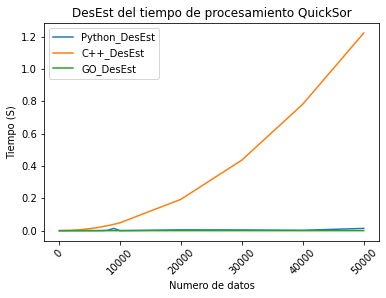 DesEst del tiempo de procesamiento QuickSor
Python_DesEst
C++_DesEst
GO_DesEst
Tiempo (S)
1.2
1.0
0.8
0.6
0.4
0.2
0.0
0
10000
20000
30000
40000
50000
Numero de datos